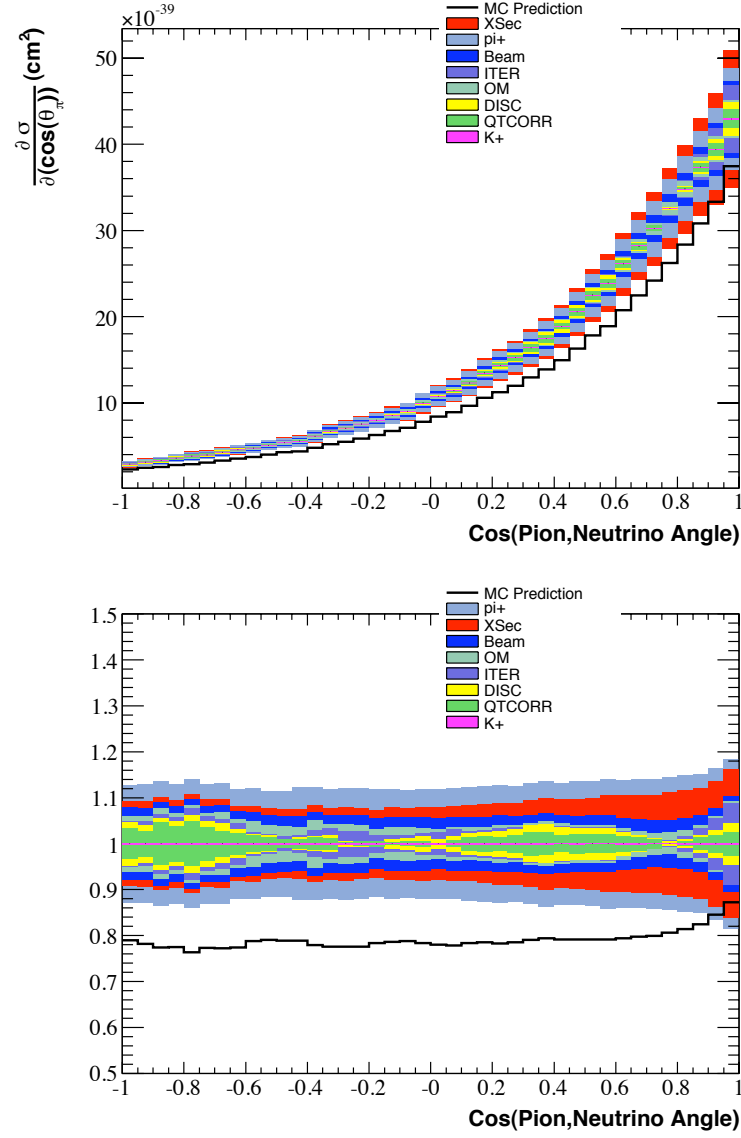 ×10⁻³⁹
∂ σ
∂(cos(θπ)) (cm²)
MC Prediction
XSec
pi+
Beam
ITER
OM
DISC
QTCORR
K+
50
40
30
20
10
-1 -0.8 -0.6 -0.4 -0.2 -0 0.2 0.4 0.6 0.8 1
Cos(Pion,Neutrino Angle)
MC Prediction
pi+
XSec
Beam
OM
ITER
DISC
QTCORR
K+
1.5
1.4
1.3
1.2
1.1
1
0.9
0.8
0.7
0.6
0.5
-1 -0.8 -0.6 -0.4 -0.2 -0 0.2 0.4 0.6 0.8 1
Cos(Pion,Neutrino Angle)